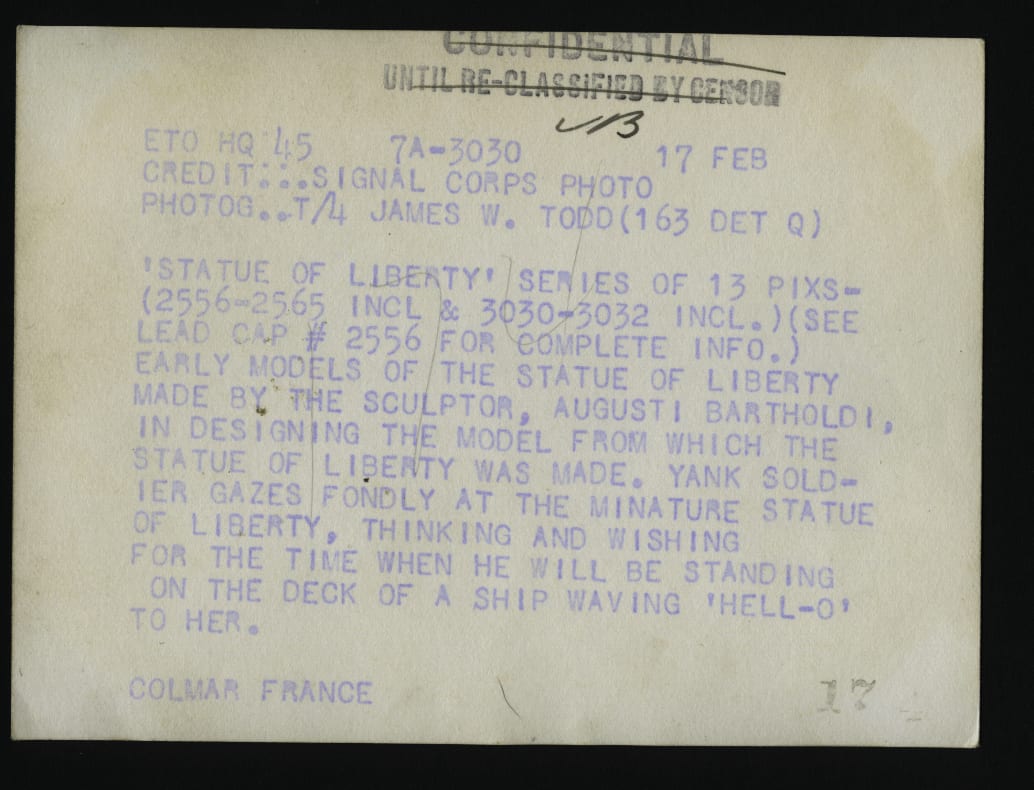 CONFIDENTIAL
UNTIL RE-CLASSIFIED BY CENSOR
ETO HQ 45 7A-3030 17 FEB
CREDIT:..SIGNAL CORPS PHOTO
PHOTOG..T/4 JAMES W. TODD(163 DET Q)
'STATUE OF LIBERTY' SERIES OF 13 PIXS-
(2556-2565 INCL & 3030-3032 INCL.)(SEE
LEAD CAP # 2556 FOR COMPLETE INFO.)
EARLY MODELS OF THE STATUE OF LIBERTY
MADE BY THE SCULPTOR, AUGUSTI BARTHOLDI,
IN DESIGNING THE MODEL FROM WHICH THE
STATUE OF LIBERTY WAS MADE. YANK SOLD-
IER GAZES FONDLY AT THE MINATURE STATUE
OF LIBERTY, THINKING AND WISHING
FOR THE TIME WHEN HE WILL BE STANDING
ON THE DECK OF A SHIP WAVING 'HELL-O'
TO HER.
COLMAR FRANCE
17